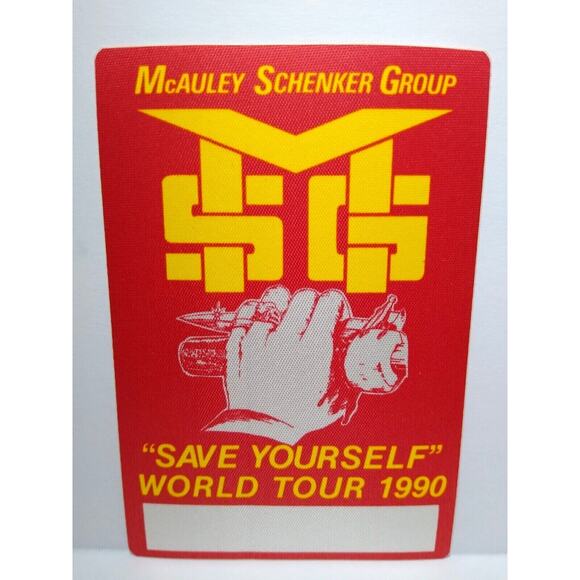 McAuley Schenker Group
MSG
"SAVE YOURSELF"
WORLD TOUR 1990